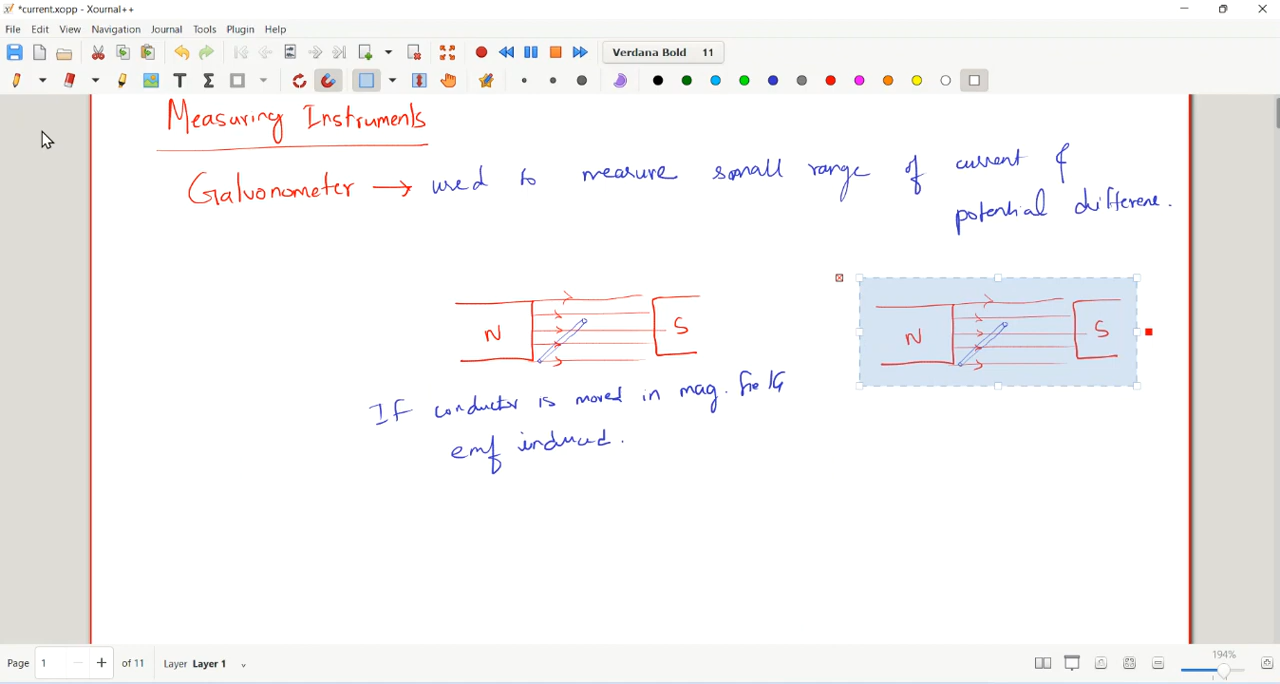 *current.xopp - Xournal++
File Edit View Navigation Journal Tools Plugin Help
Verdana Bold 11
Measuring Instruments
Galvonometer → used to measure small range of current &
potential differene.
N S
N S
If conductor is moved in mag. field
emf induced.
Page 1 of 11 Layer Layer 1 194%